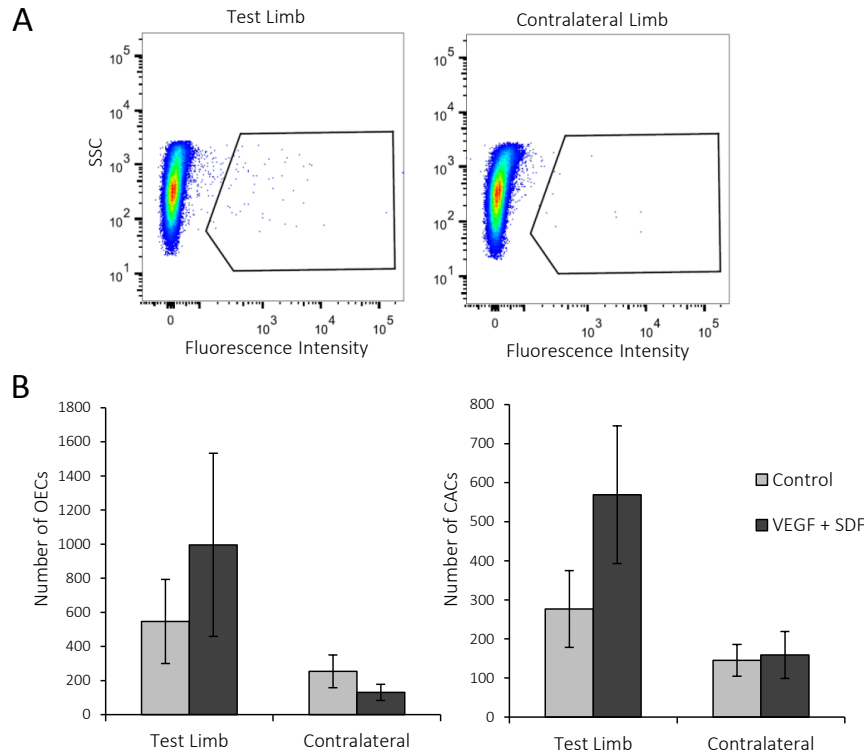 A
Test Limb
Contralateral Limb
SSC
10^5
10^4
10^3
10^2
10^1
0
10^3
10^4
10^5
Fluorescence Intensity
10^5
10^4
10^3
10^2
10^1
0
10^3
10^4
10^5
Fluorescence Intensity
B
Number of OECs
1800
1600
1400
1200
1000
800
600
400
200
0
Test Limb
Contralateral
Number of CACs
800
700
600
500
400
300
200
100
0
Test Limb
Contralateral
Control
VEGF + SDF